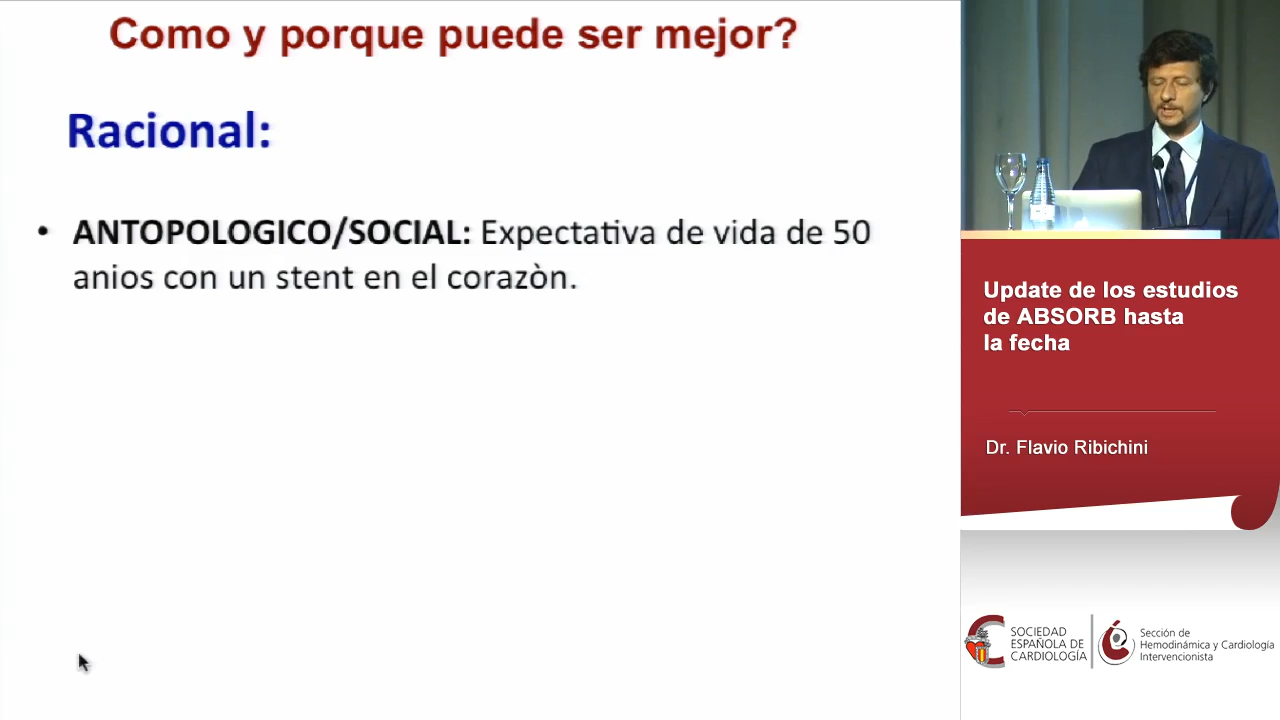 Como y porque puede ser mejor?
Racional:
• ANTOPOLOGICO/SOCIAL: Expectativa de vida de 50
anios con un stent en el corazòn.
Update de los estudios
de ABSORB hasta
la fecha
Dr. Flavio Ribichini
SOCIEDAD
ESPAÑOLA DE
CARDIOLOGÍA
Sección de
Hemodinámica y Cardiología
Intervencionista